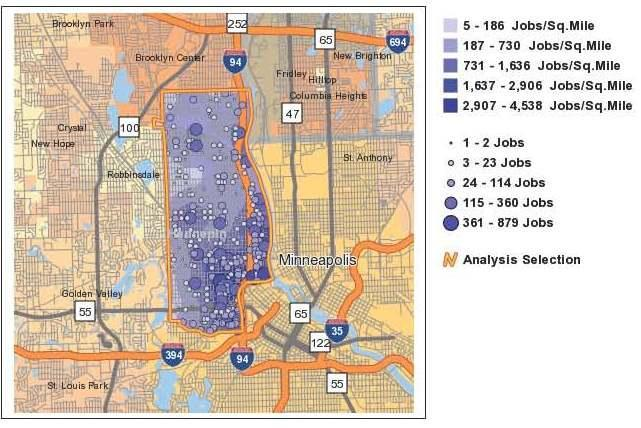 Brooklyn Park
252
65
694
Brooklyn Center
94
New Brighton
Fridley
Hilltop
Columbia Heights
47
Crystal
100
New Hope
St. Anthony
Robbinsdale
Hennepin
Minneapolis
Golden Valley
55
65
35
122
394
94
St. Louis Park
55
5 - 186 Jobs/Sq.Mile
187 - 730 Jobs/Sq.Mile
731 - 1,636 Jobs/Sq.Mile
1,637 - 2,906 Jobs/Sq.Mile
2,907 - 4,538 Jobs/Sq.Mile
1 - 2 Jobs
3 - 23 Jobs
24 - 114 Jobs
115 - 360 Jobs
361 - 879 Jobs
Analysis Selection